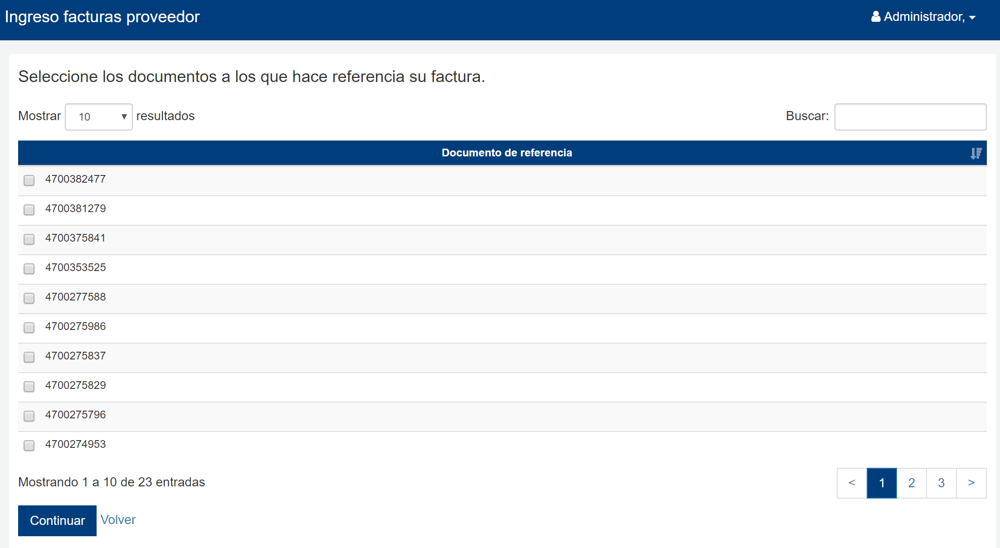 Ingreso facturas proveedor
Administrador,
Seleccione los documentos a los que hace referencia su factura.
Mostrar 10 resultados
Buscar:
Documento de referencia
4700382477
4700381279
4700375841
4700353525
4700277588
4700275986
4700275837
4700275829
4700275796
4700274953
Mostrando 1 a 10 de 23 entradas
< 1 2 3 >
Continuar Volver